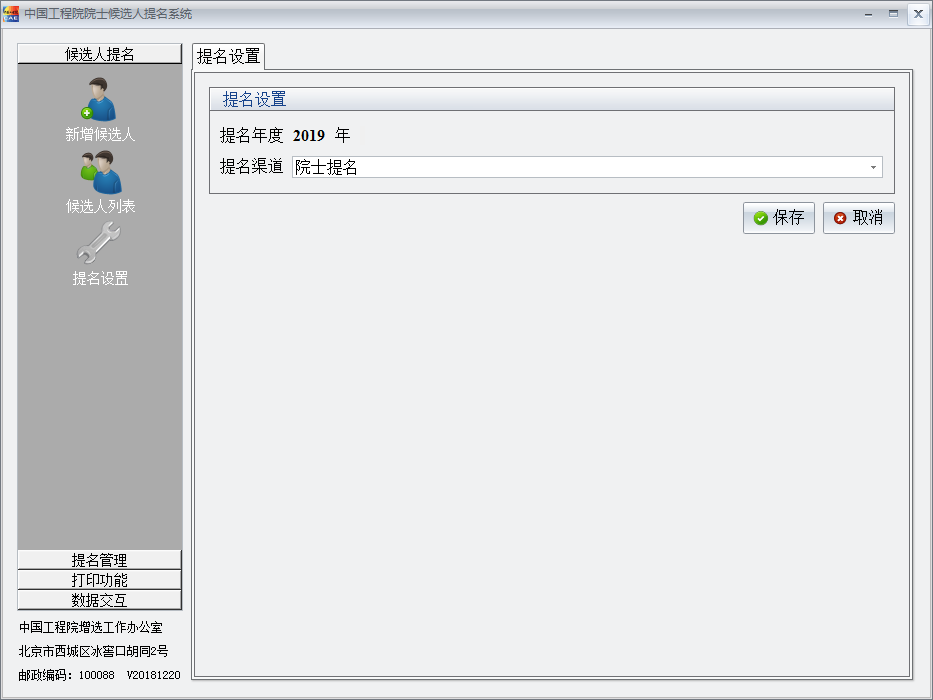 中国工程院院士候选人提名系统
候选人提名
新增候选人
候选人列表
提名设置
提名管理
打印功能
数据交互
中国工程院增选工作办公室
北京市西城区冰窖口胡同2号
邮政编码：100088 V20181220
提名设置
提名设置
提名年度 2019 年
提名渠道 院士提名
保存 取消